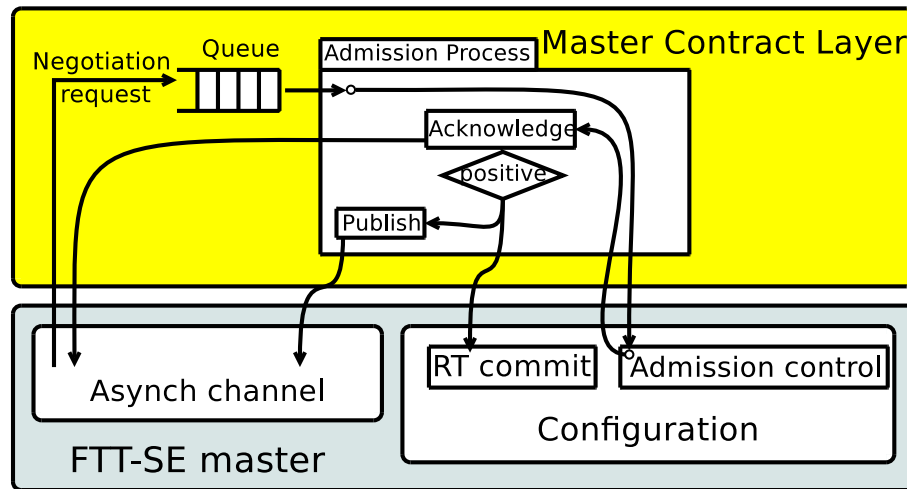 Master Contract Layer
Queue
Admission Process
Negotiation
request
Acknowledge
positive
Publish
RT commit
Admission control
Asynch channel
Configuration
FTT-SE master